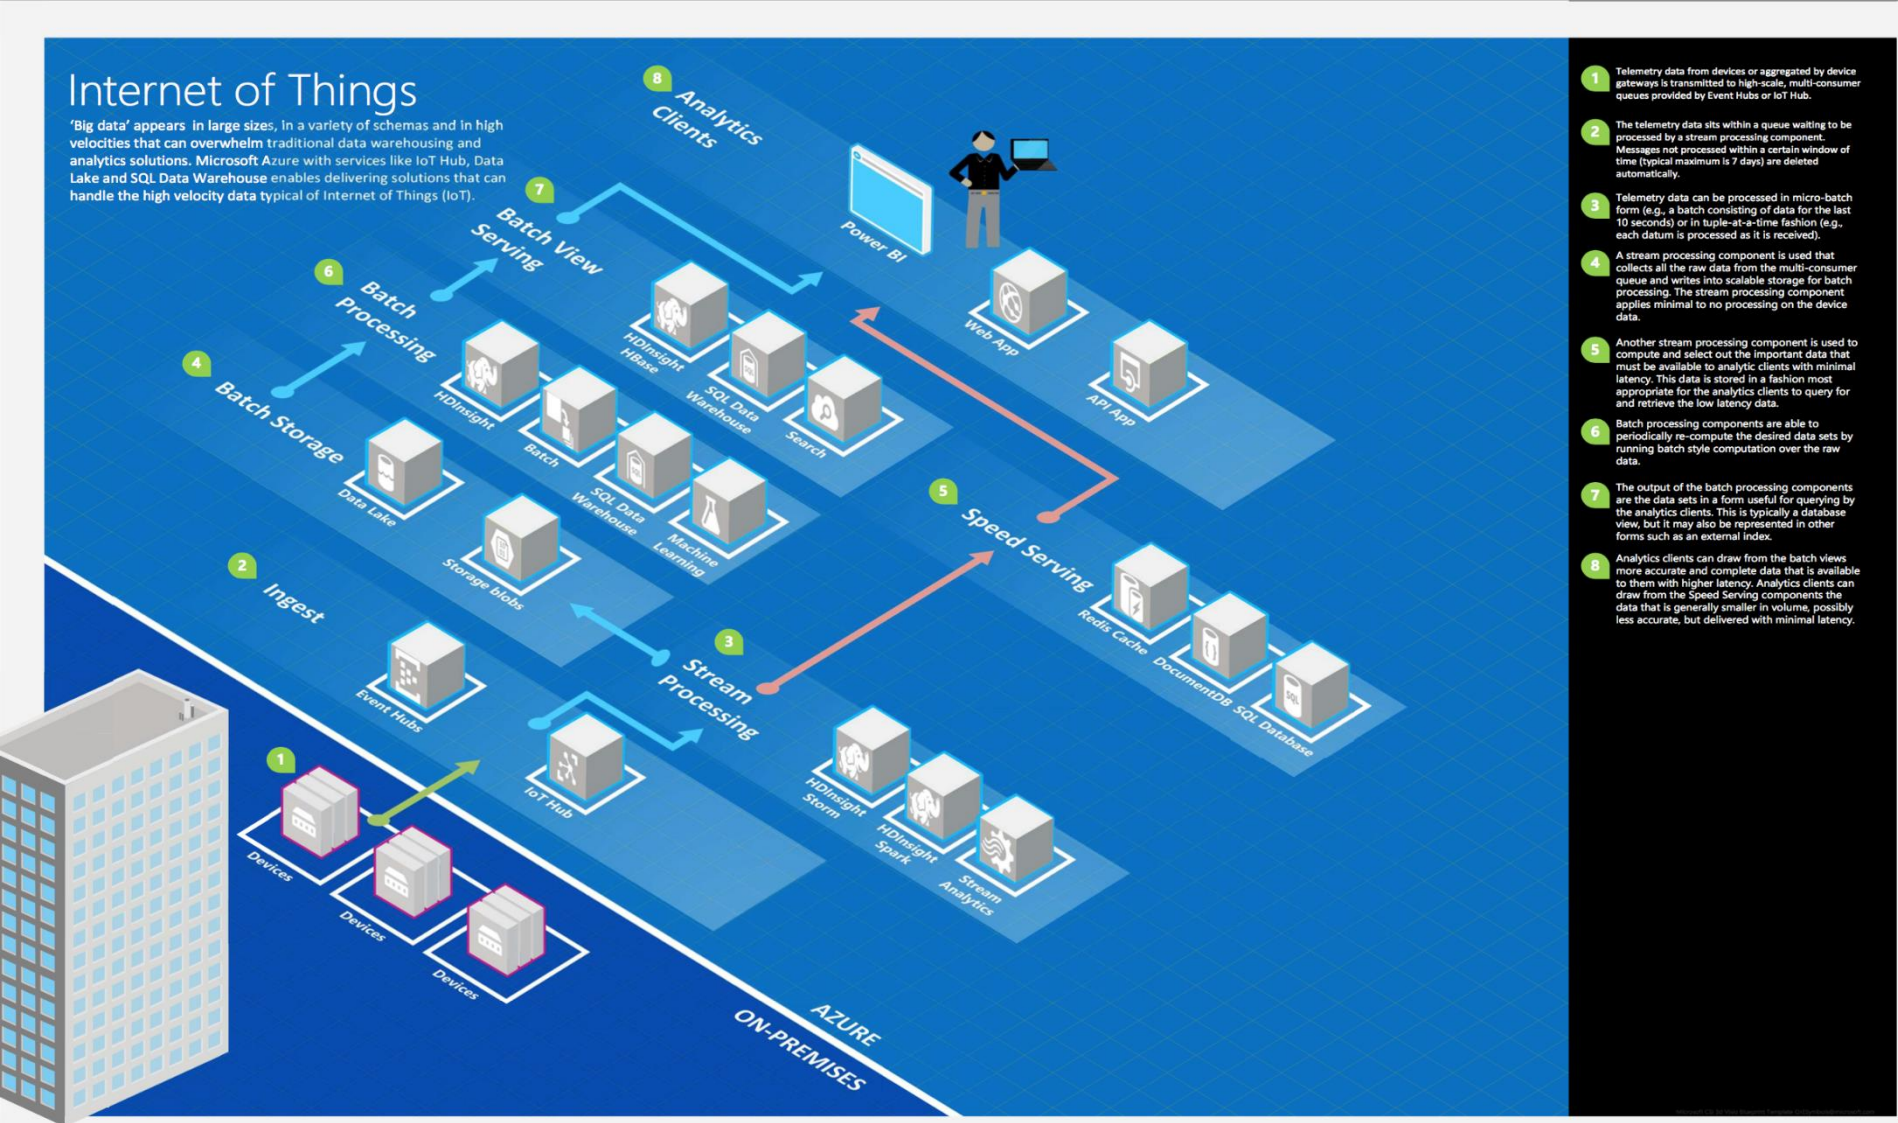 Internet of Things
'Big data' appears in large sizes, in a variety of schemas and in high
velocities that can overwhelm traditional data warehousing and
analytics solutions. Microsoft Azure with services like IoT Hub, Data
Lake and SQL Data Warehouse enables delivering solutions that can
handle the high velocity data typical of Internet of Things (IoT).
8
Analytics
Clients
Power BI
Web App
API App
7
Batch View
Serving
HDInsight
HBase
SQL Data
Warehouse
Search
6
Batch
Processing
HDInsight
Batch
SQL Data
Warehouse
Machine
Learning
4
Batch Storage
Data Lake
Storage blobs
5
Speed Serving
Redis Cache
DocumentDB
SQL Database
SQL
2
Ingest
Event Hubs
IoT Hub
3
Stream
Processing
HDInsight
Storm
HDInsight
Spark
Stream
Analytics
1
Devices
Devices
Devices
AZURE
ON-PREMISES
1
Telemetry data from devices or aggregated by device
gateways is transmitted to high-scale, multi-consumer
queues provided by Event Hubs or IoT Hub.
2
The telemetry data sits within a queue waiting to be
processed by a stream processing component.
Messages not processed within a certain window of
time (typical maximum is 7 days) are deleted
automatically.
3
Telemetry data can be processed in micro-batch
form (e.g., a batch consisting of data for the last
10 seconds) or in tuple-at-a-time fashion (e.g.,
each datum is processed as it is received).
4
A stream processing component is used that
collects all the raw data from the multi-consumer
queue and writes into scalable storage for batch
processing. The stream processing component
applies minimal to no processing on the device
data.
5
Another stream processing component is used to
compute and select out the important data that
must be available to analytic clients with minimal
latency. This data is stored in a fashion most
appropriate for the analytics clients to query for
and retrieve the low latency data.
6
Batch processing components are able to
periodically re-compute the desired data sets by
running batch style computation over the raw
data.
7
The output of the batch processing components
are the data sets in a form useful for querying by
the analytics clients. This is typically a database
view, but it may also be represented in other
forms such as an external index.
8
Analytics clients can draw from the batch views
more accurate and complete data that is available
to them with higher latency. Analytics clients can
draw from the Speed Serving components the
data that is generally smaller in volume, possibly
less accurate, but delivered with minimal latency.